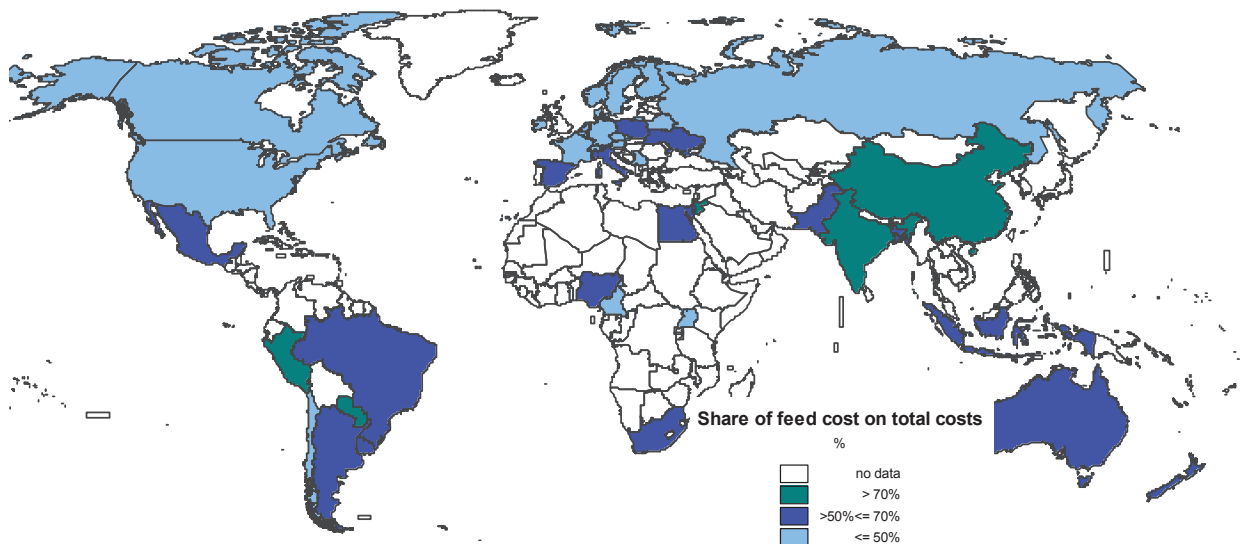 Share of feed cost on total costs
%
no data
> 70%
>50%<= 70%
<= 50%